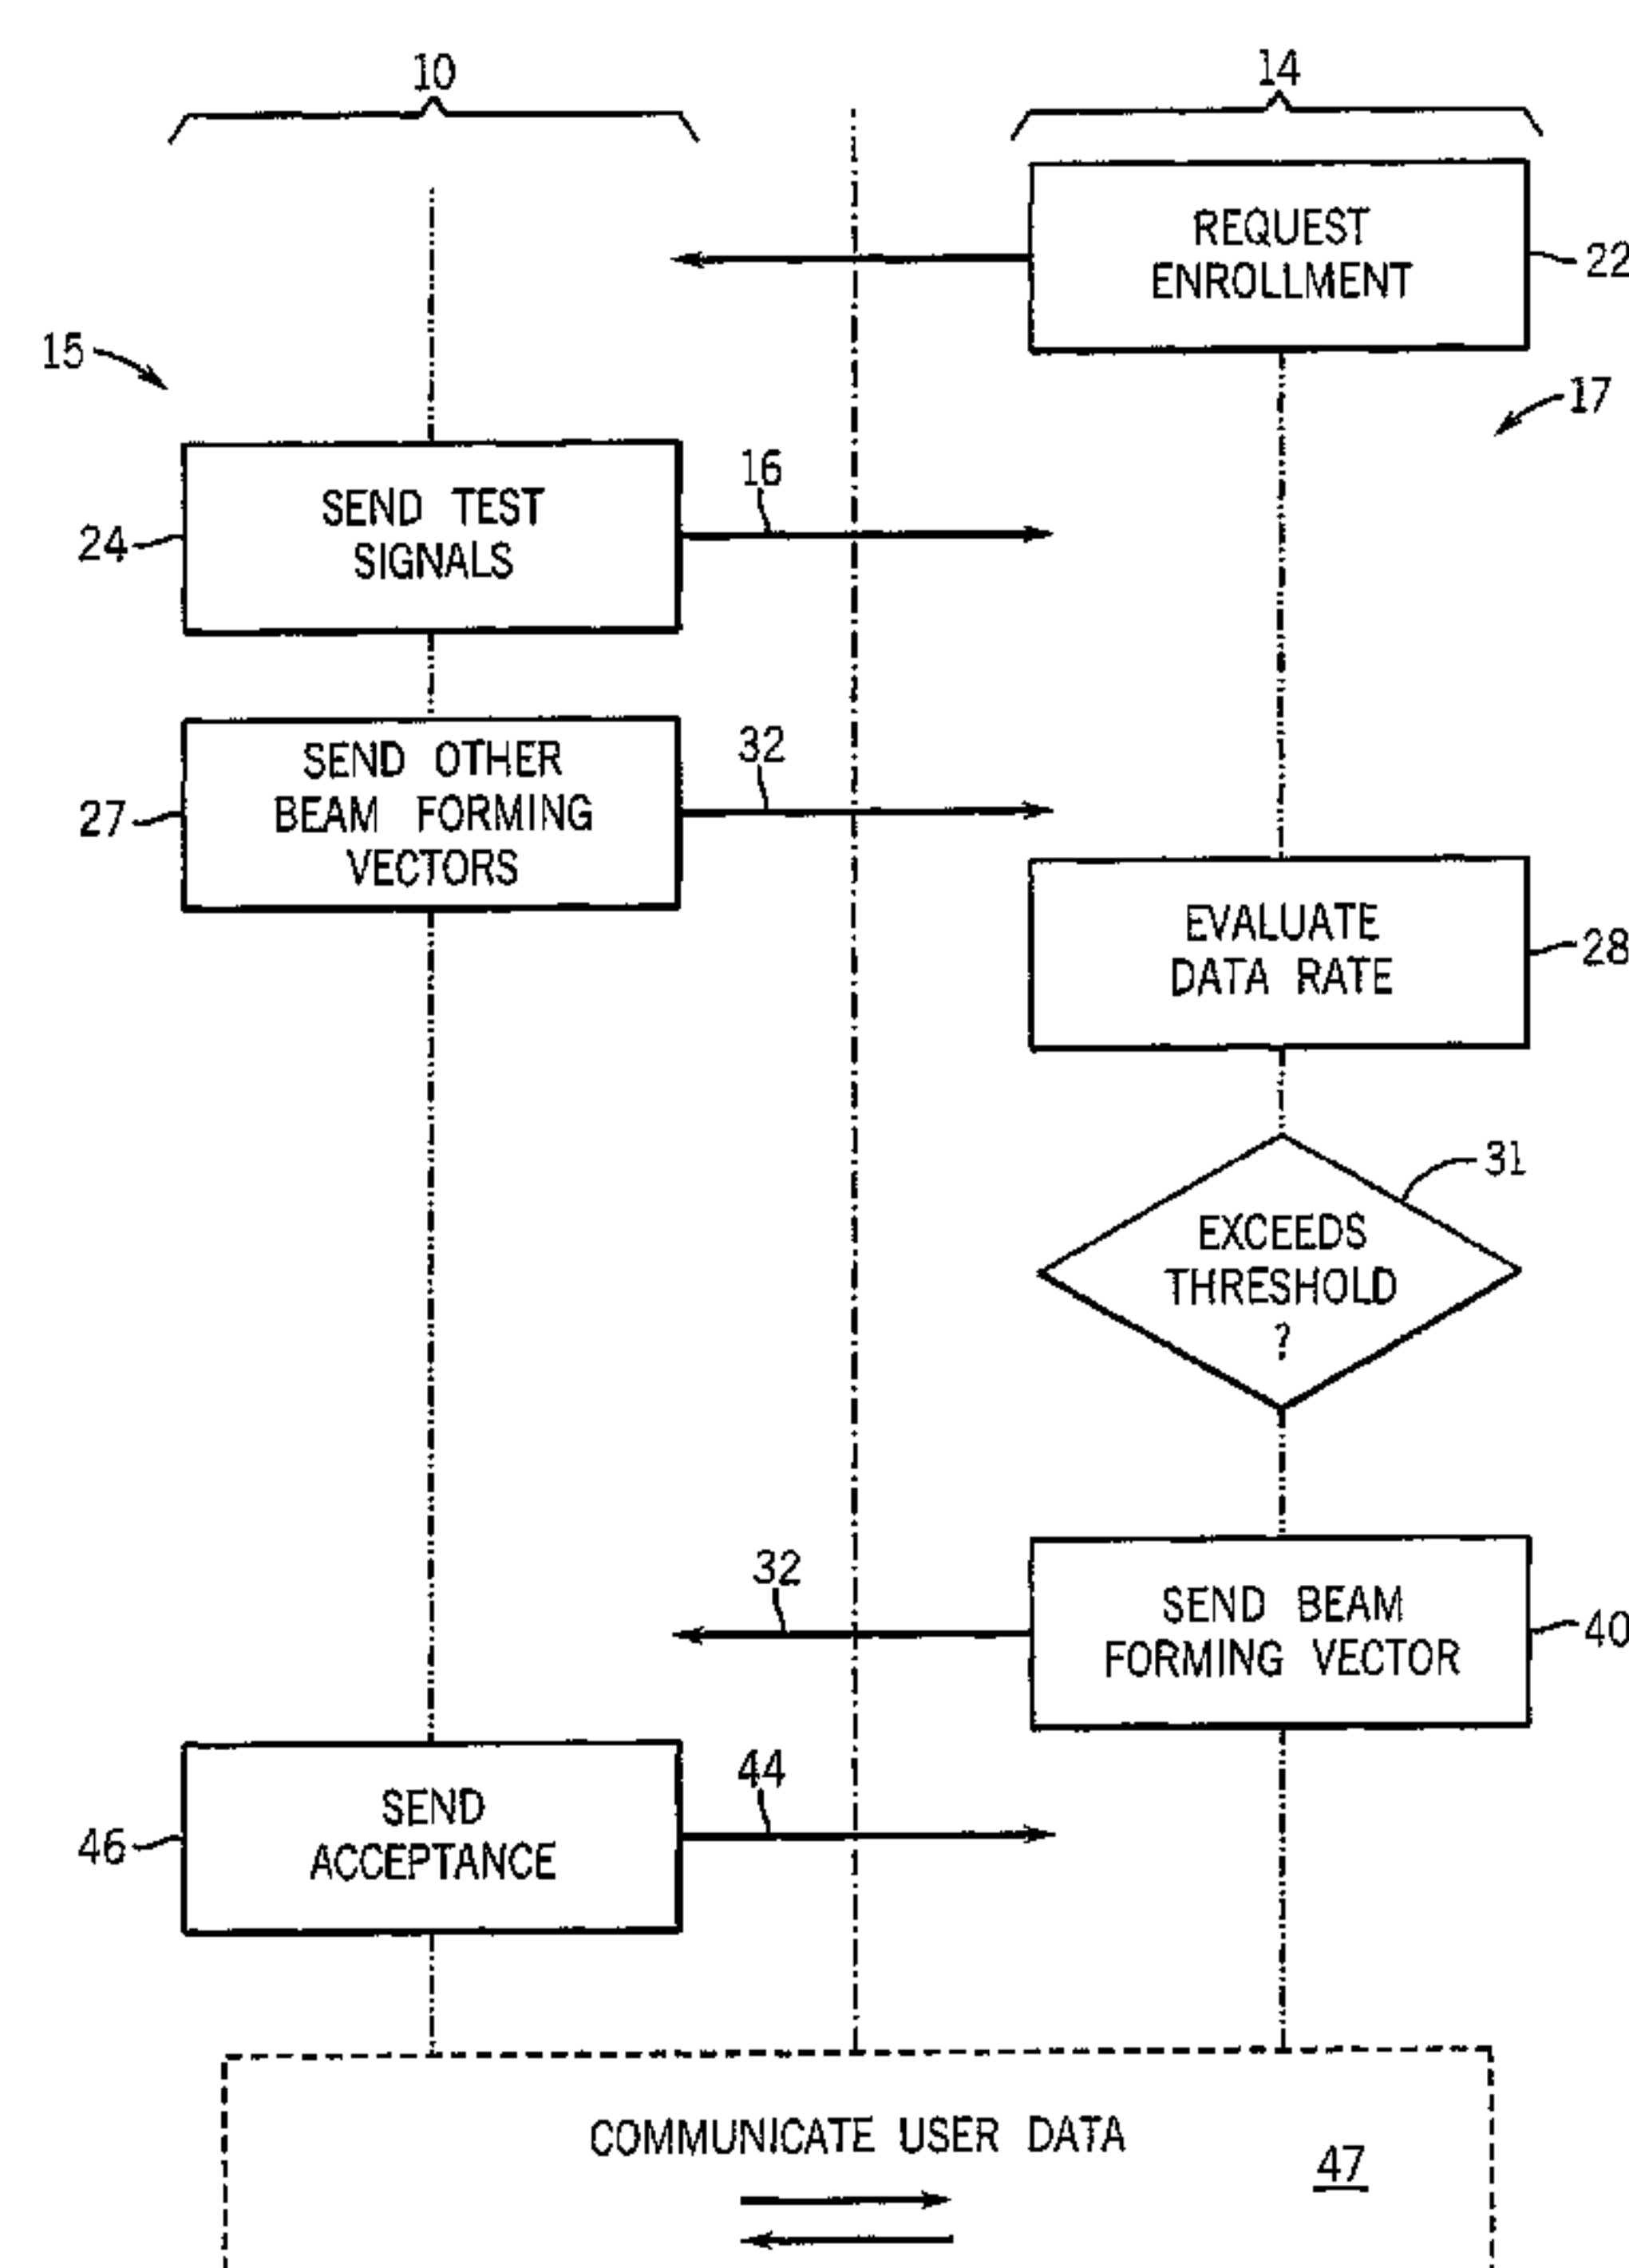 10
14
REQUEST
ENROLLMENT
22
15
17
SEND TEST
SIGNALS
24
16
SEND OTHER
BEAM FORMING
VECTORS
27
32
EVALUATE
DATA RATE
28
31
EXCEEDS
THRESHOLD
?
32
SEND BEAM
FORMING VECTOR
40
SEND
ACCEPTANCE
46
44
COMMUNICATE USER DATA
47